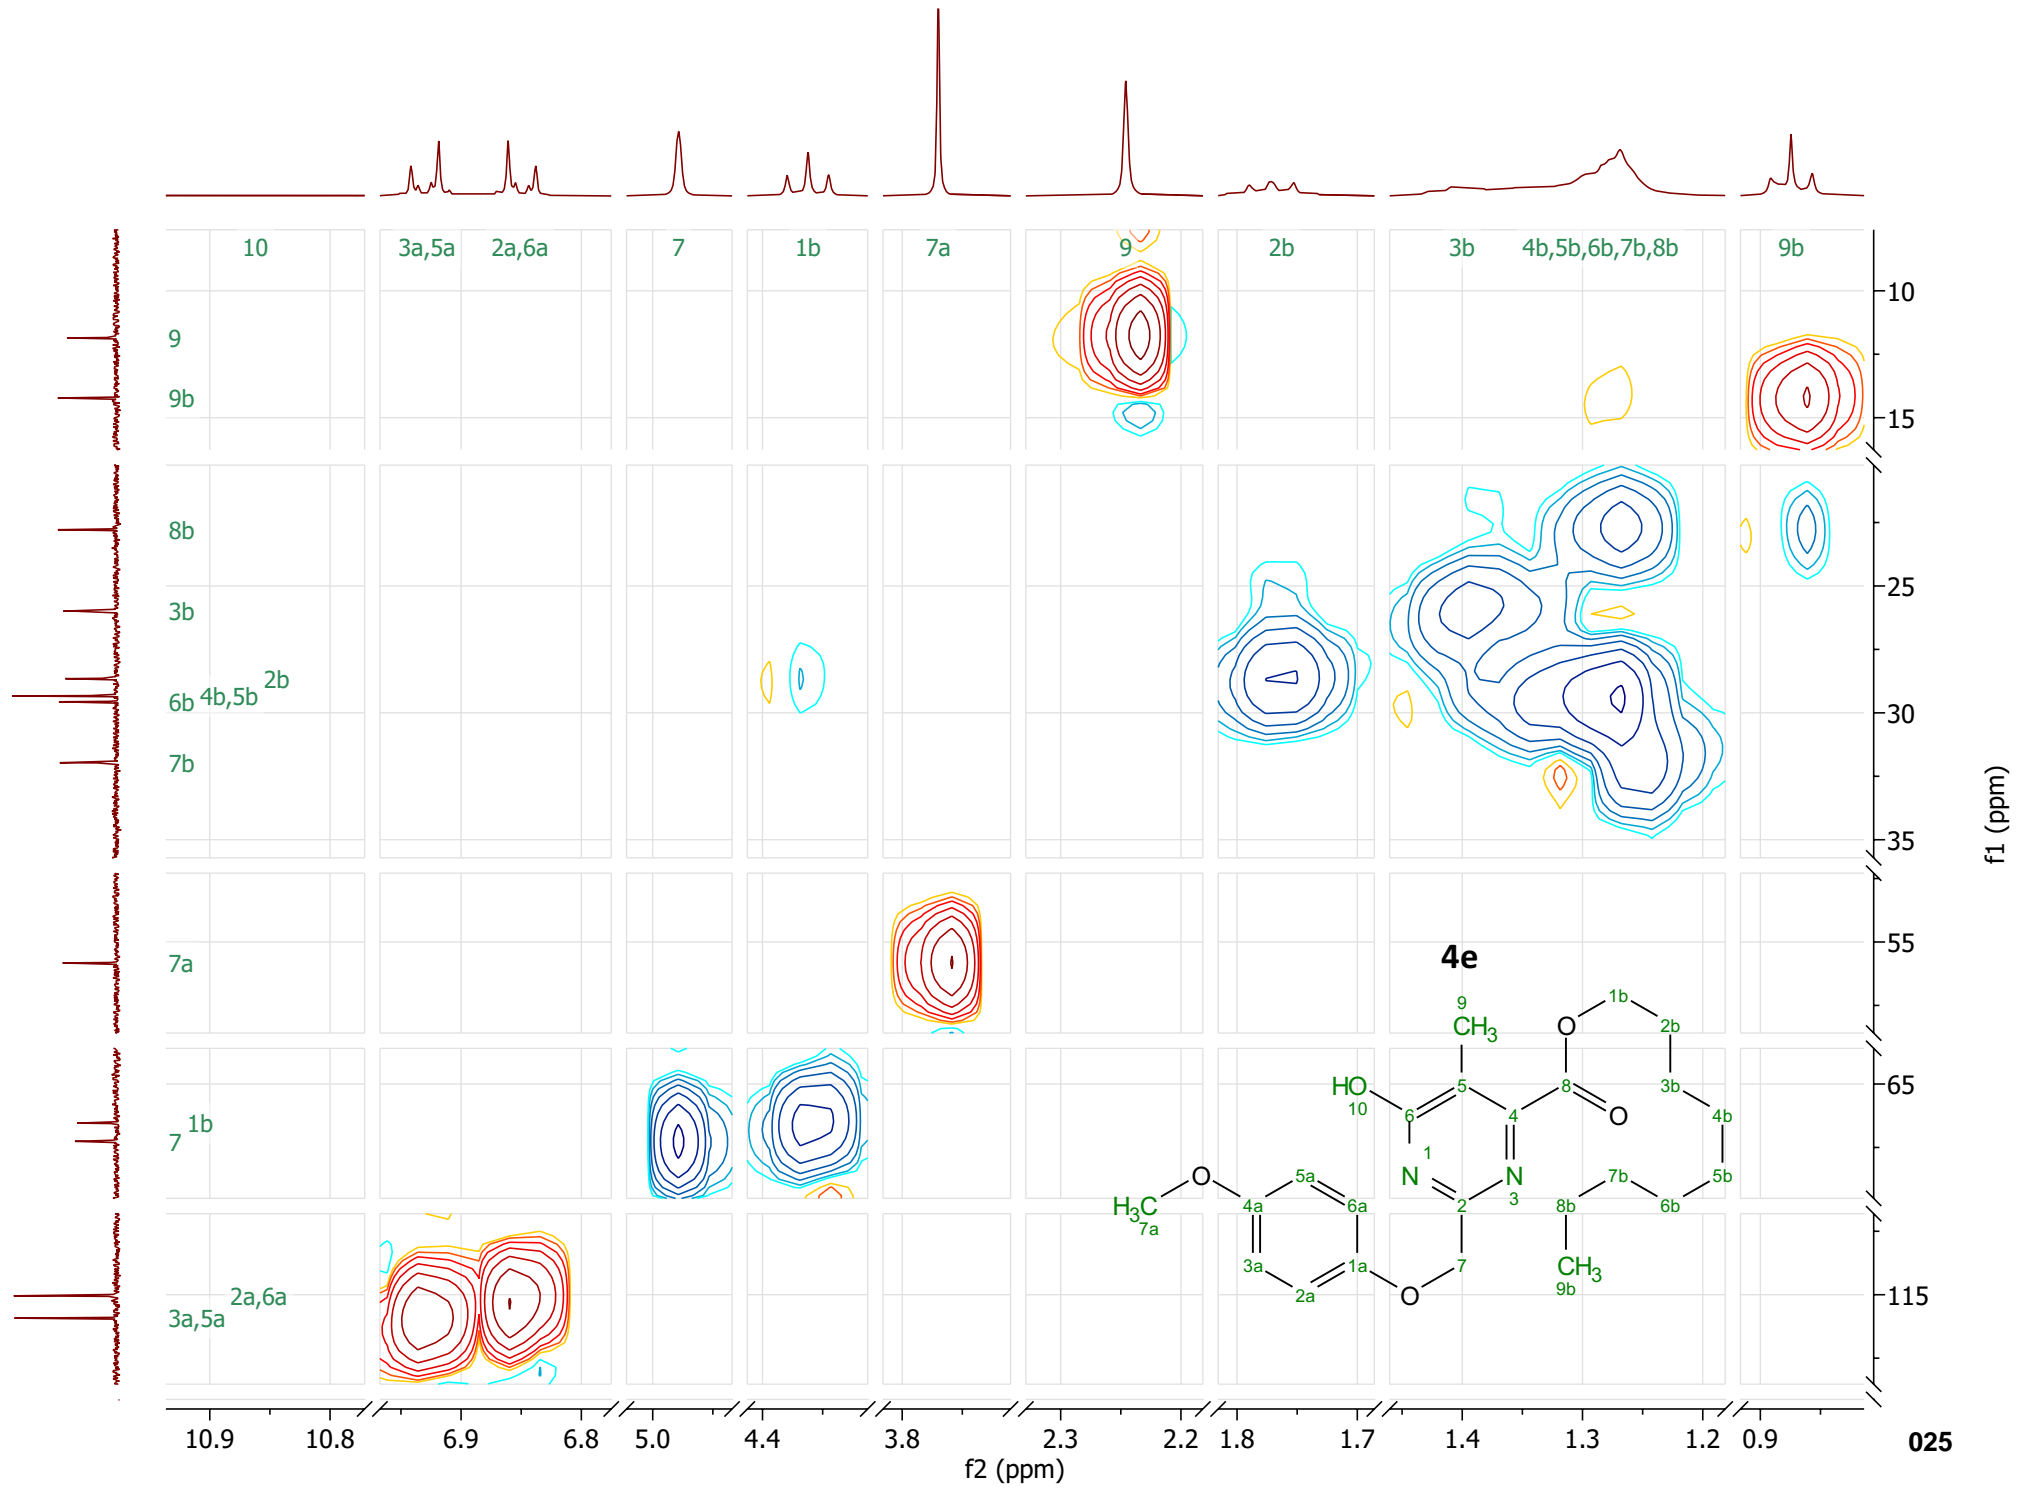 10 3a,5a 2a,6a 7 1b 7a 9 2b 3b 4b,5b,6b,7b,8b 9b
10
9
9b
15
8b
25
3b
6b 4b,5b 2b
30
7b
35
f1 (ppm)
7a
55
1b
7
65
2a,6a
3a,5a
115
4e
9
CH3
1b
O
2b
HO
10
6
5
8
O
3b
4
4b
1
N
N
3
2
7b
5b
8b
6b
O
5a
H3C
7a
4a
6a
3a
1a
7
CH3
9b
2a
O
10.9 10.8 6.9 6.8 5.0 4.4 3.8 2.3 2.2 1.8 1.7 1.4 1.3 1.2 0.9
f2 (ppm)
025